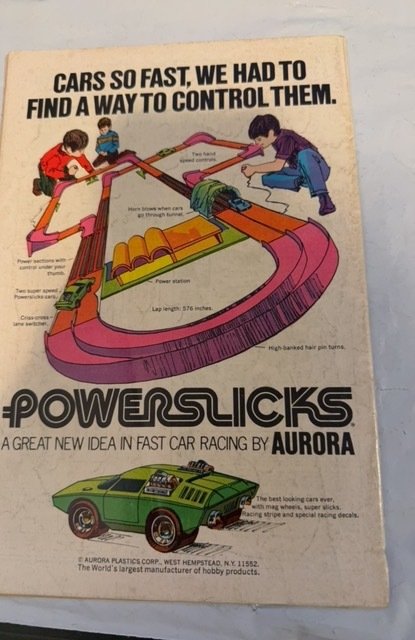 CARS SO FAST, WE HAD TO
FIND A WAY TO CONTROL THEM.
Two hand
speed controls.
Horn blows when cars
go through tunnel.
Power sections with
control under your
thumb.
Power station
Two super speed
Powerslicks cars.
Lap length: 576 inches.
Criss-cross
lane switcher.
High-banked hair pin turns.
POWERSLICKS
A GREAT NEW IDEA IN FAST CAR RACING BY AURORA
The best looking cars ever,
with mag wheels, super slicks.
Racing stripe and special racing decals.
© AURORA PLASTICS CORP., WEST HEMPSTEAD, N.Y. 11552.
The World's largest manufacturer of hobby products.